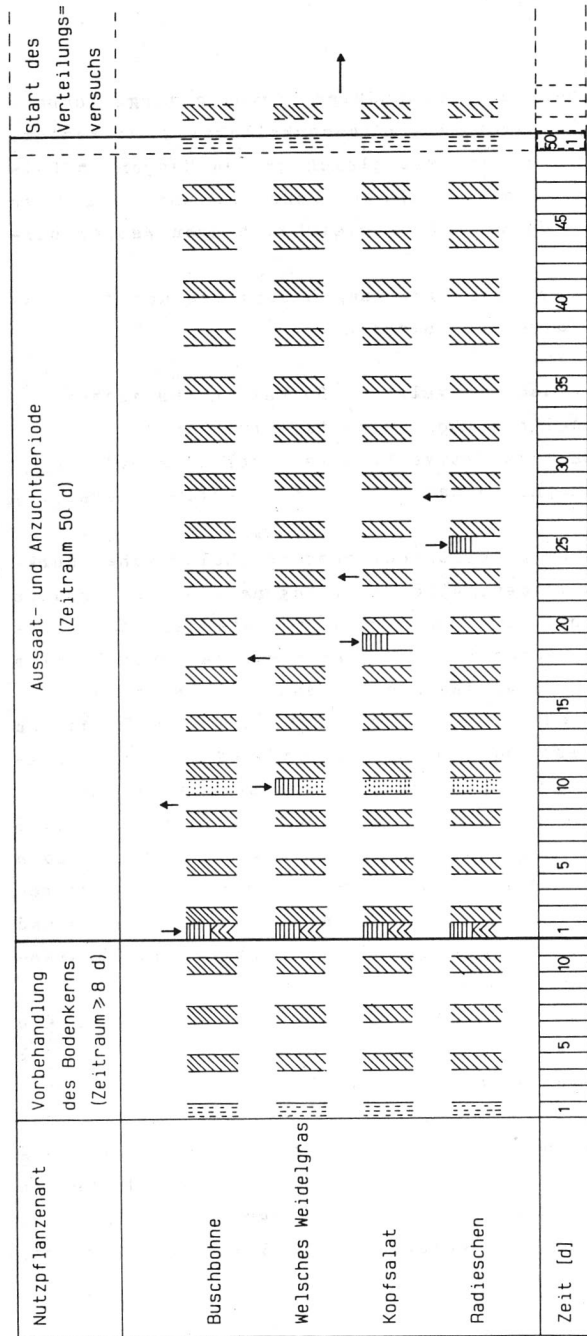 Nutzpflanzenart
Vorbehandlung
des Bodenkerns
(Zeitraum ≥ 8 d)
Aussaat- und Anzuchtperiode
(Zeitraum 50 d)
Start des
Verteilungs=
versuchs
Buschbohne
Welsches Weidelgras
Kopfsalat
Radieschen
Zeit [d]
1 5 10 1 5 10 15 20 25 30 35 40 45 50
1